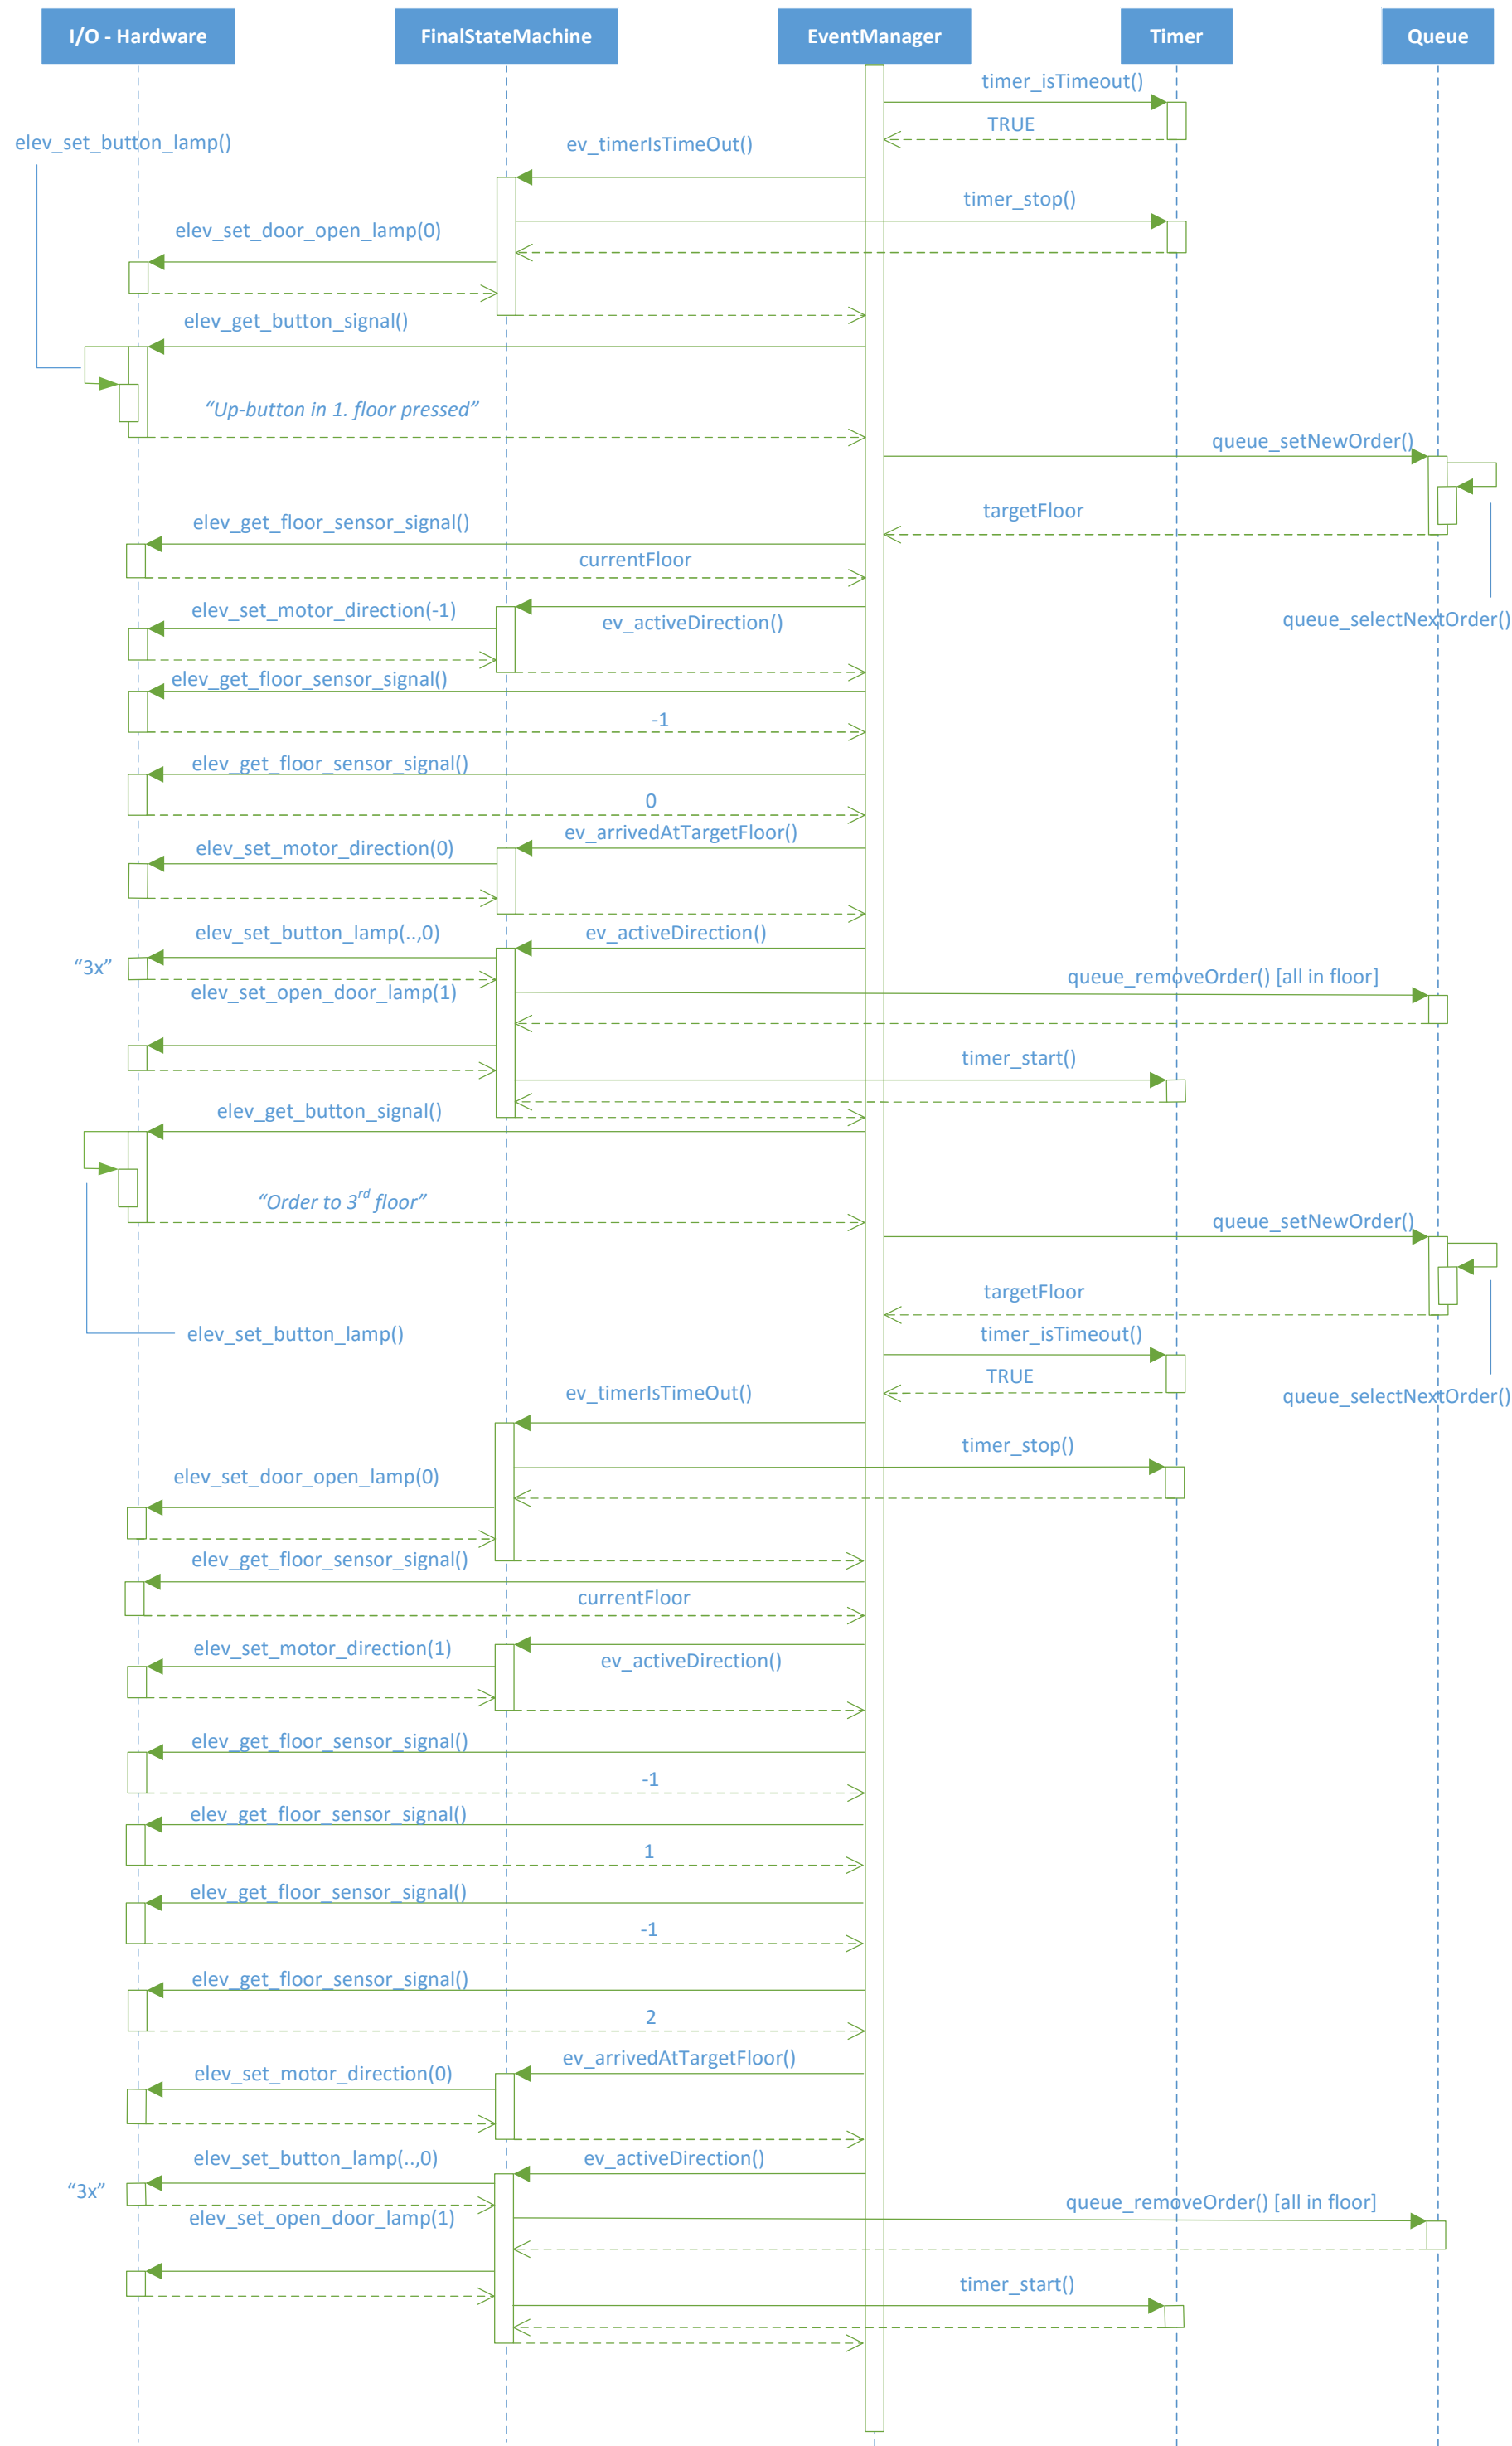 I/O - Hardware
FinalStateMachine
EventManager
Timer
Queue
timer_isTimeout()
TRUE
elev_set_button_lamp()
ev_timerIsTimeOut()
timer_stop()
elev_set_door_open_lamp(0)
elev_get_button_signal()
“Up-button in 1. floor pressed”
queue_setNewOrder()
targetFloor
elev_get_floor_sensor_signal()
currentFloor
elev_set_motor_direction(-1)
ev_activeDirection()
queue_selectNextOrder()
elev_get_floor_sensor_signal()
-1
elev_get_floor_sensor_signal()
0
ev_arrivedAtTargetFloor()
elev_set_motor_direction(0)
elev_set_button_lamp(..,0)
ev_activeDirection()
“3x”
queue_removeOrder() [all in floor]
elev_set_open_door_lamp(1)
timer_start()
elev_get_button_signal()
“Order to 3rd floor”
queue_setNewOrder()
targetFloor
elev_set_button_lamp()
timer_isTimeout()
TRUE
ev_timerIsTimeOut()
queue_selectNextOrder()
timer_stop()
elev_set_door_open_lamp(0)
elev_get_floor_sensor_signal()
currentFloor
elev_set_motor_direction(1)
ev_activeDirection()
elev_get_floor_sensor_signal()
-1
elev_get_floor_sensor_signal()
1
elev_get_floor_sensor_signal()
-1
elev_get_floor_sensor_signal()
2
ev_arrivedAtTargetFloor()
elev_set_motor_direction(0)
elev_set_button_lamp(..,0)
ev_activeDirection()
“3x”
queue_removeOrder() [all in floor]
elev_set_open_door_lamp(1)
timer_start()